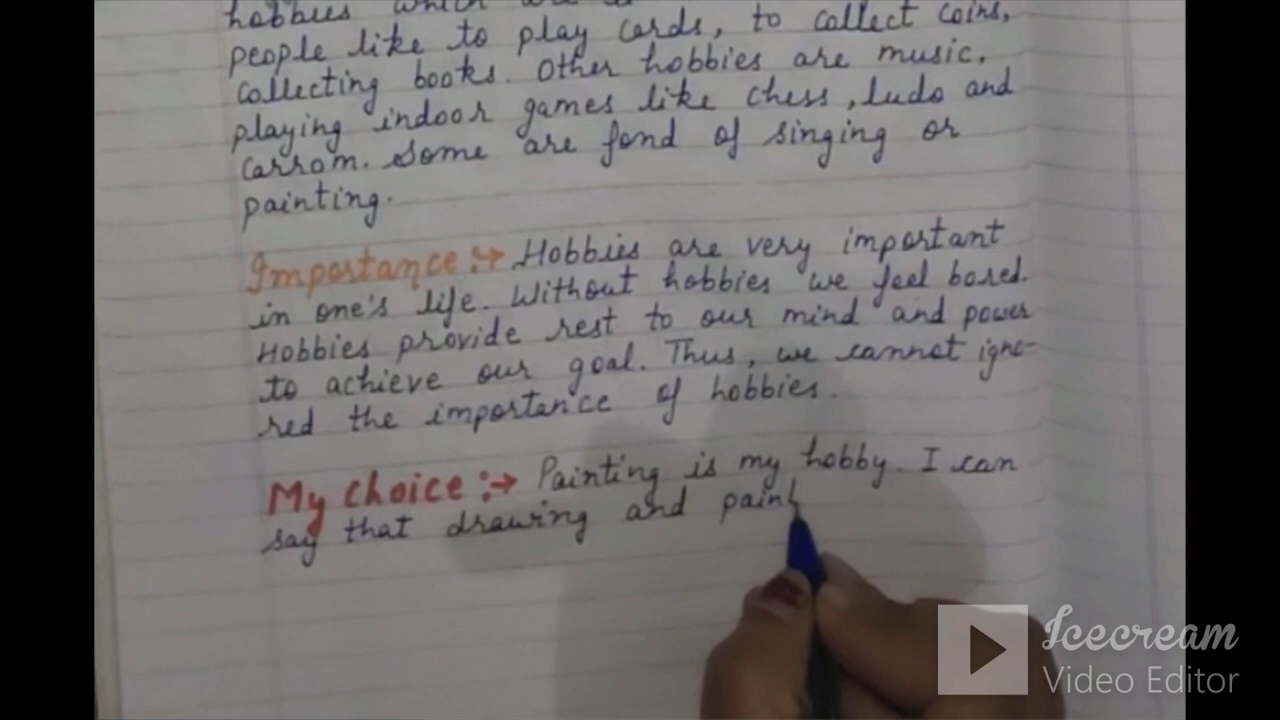 hobbies which are
people like to play cards, to collect coins,
collecting books. Other hobbies are music,
playing indoor games like chess, ludo and
carrom. Some are fond of singing or
painting.
Importance:→ Hobbies are very important
in one's life. Without hobbies we feel bored.
Hobbies provide rest to our mind and power
to achieve our goal. Thus, we cannot igno-
red the importance of hobbies.
My Choice:→ Painting is my hobby. I can
say that drawing and paint
Icecream
Video Editor